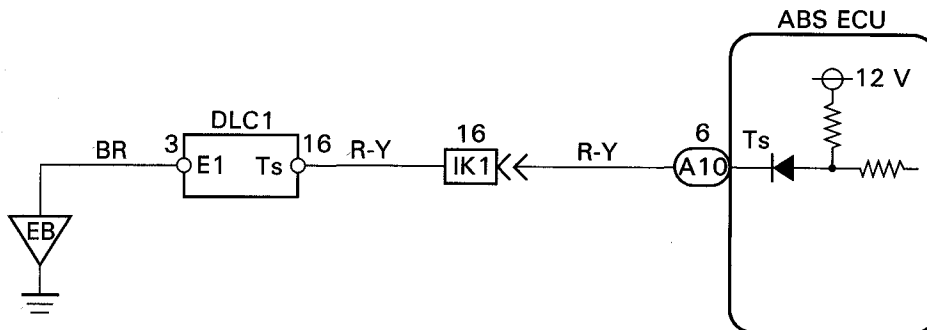 ABS ECU
12 V
DLC1
3
16
16
6
Ts
BR
E1
Ts
R-Y
IK1
R-Y
A10
EB